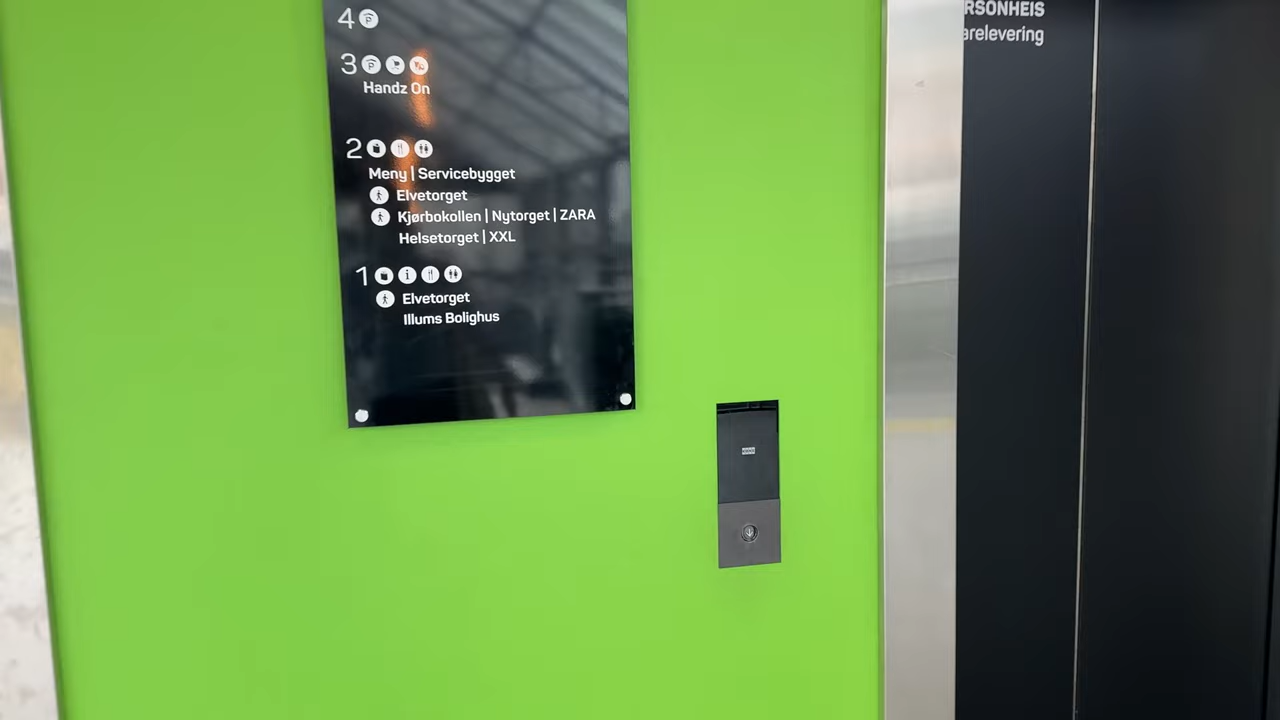 4
3
Handz On
2
Meny | Servicebygget
Elvetorget
Kjørbokollen | Nytorget | ZARA
Helsetorget | XXL
1
Elvetorget
Illums Bolighus
RSONHEIS
arelevering